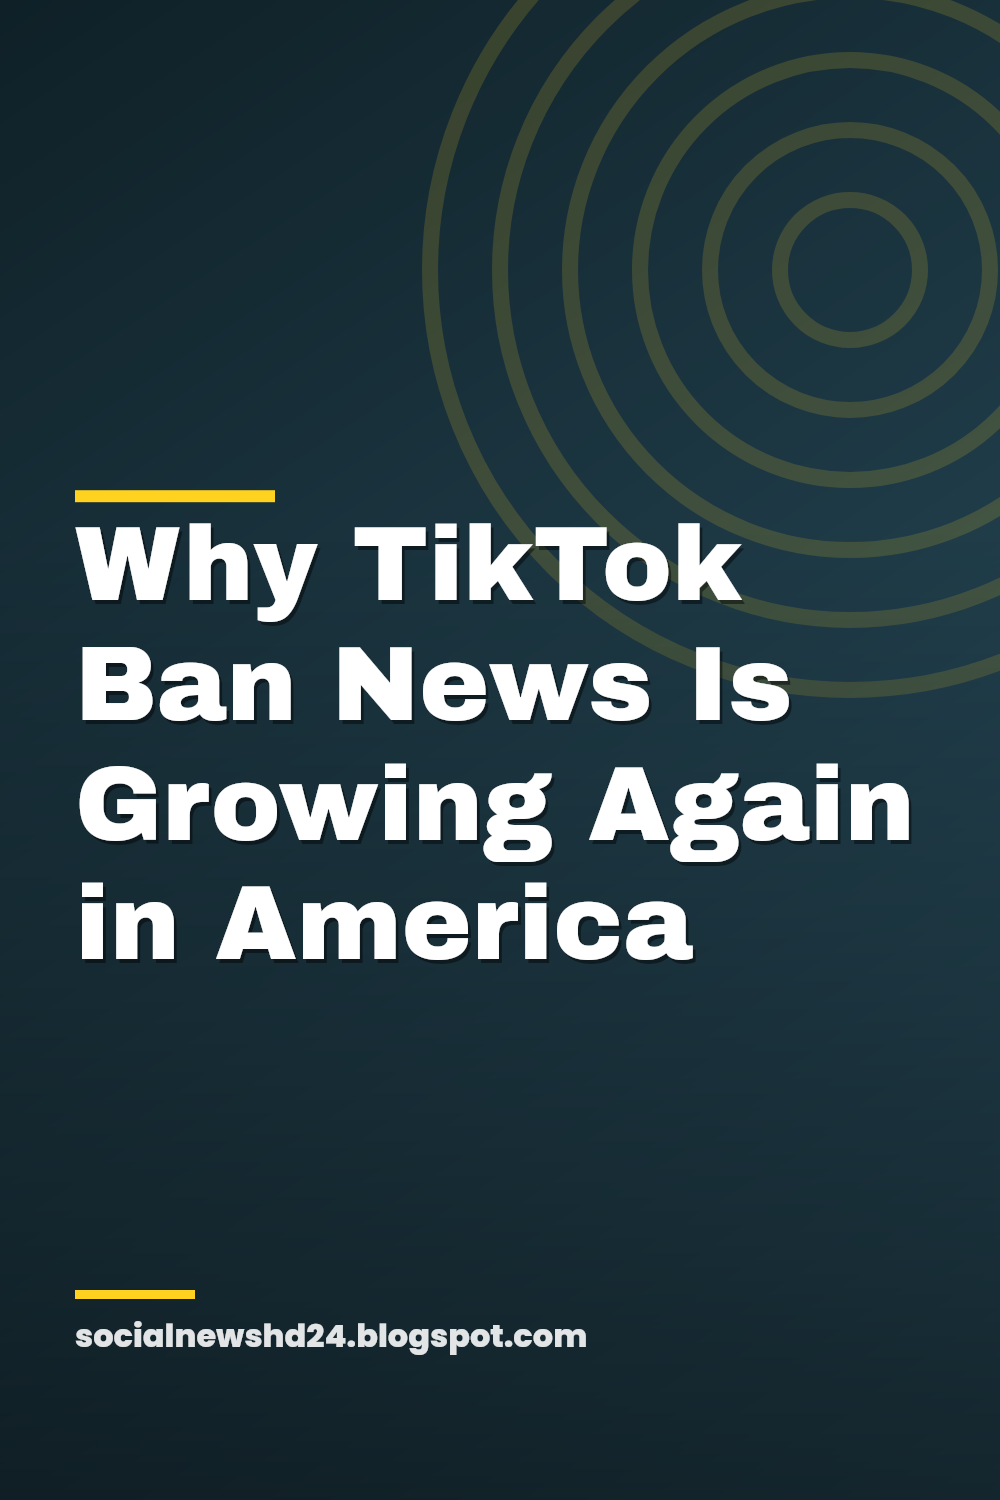 Why TikTok
Ban News Is
Growing Again
in America
socialnewshd24.blogspot.com